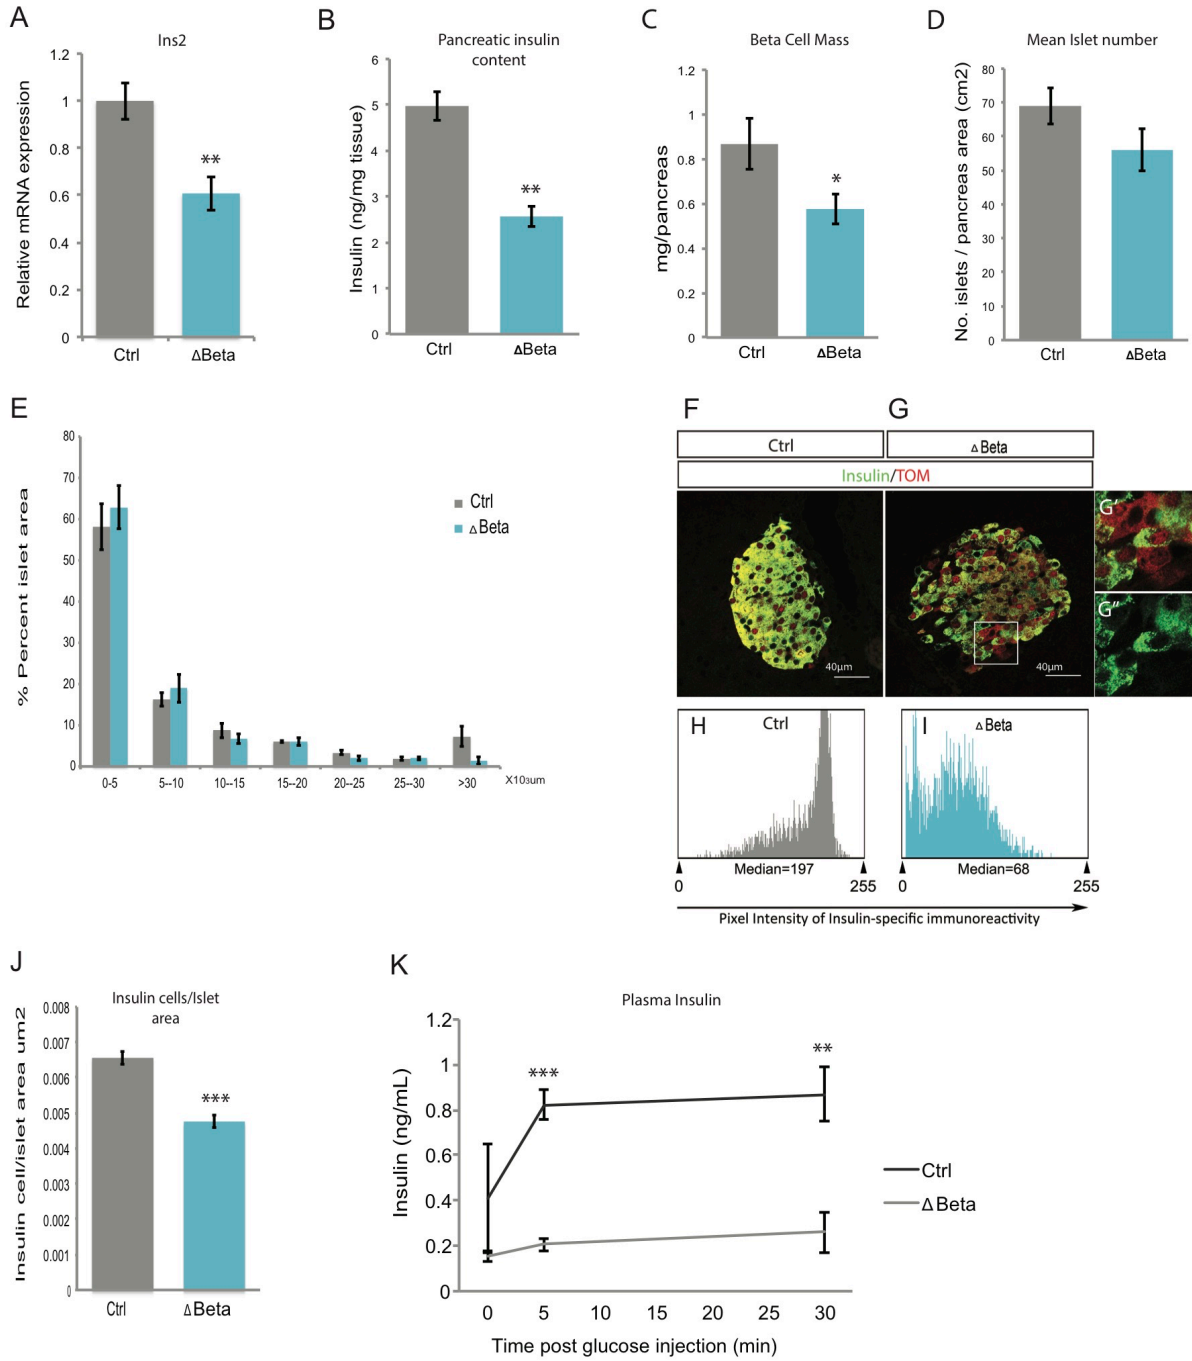 A
Ins2
Relative mRNA expression
1.2
1
0.8
0.6
0.4
0.2
0
**
Ctrl
ΔBeta
B
Pancreatic insulin
content
Insulin (ng/mg tissue)
6
5
4
3
2
1
0
**
Ctrl
ΔBeta
C
Beta Cell Mass
mg/pancreas
1.2
1
0.8
0.6
0.4
0.2
0
*
Ctrl
ΔBeta
D
Mean Islet number
No. islets / pancreas area (cm2)
80
70
60
50
40
30
20
10
0
Ctrl
ΔBeta
E
% Percent islet area
80
70
60
50
40
30
20
10
0
Ctrl
ΔBeta
0-5
5--10
10--15
15--20
20--25
25--30
>30
X103um
F
G
Ctrl
ΔBeta
Insulin/TOM
40µm
40µm
G'
G"
H
Ctrl
Median=197
0
255
I
ΔBeta
Median=68
0
255
Pixel Intensity of Insulin-specific immunoreactivity
J
Insulin cells/Islet
area
Insulin cell/islet area um2
0.008
0.007
0.006
0.005
0.004
0.003
0.002
0.001
0
***
Ctrl
ΔBeta
K
Plasma Insulin
Insulin (ng/mL)
1.2
1
0.8
0.6
0.4
0.2
0
***
**
Ctrl
ΔBeta
0 5 10 15 20 25 30
Time post glucose injection (min)